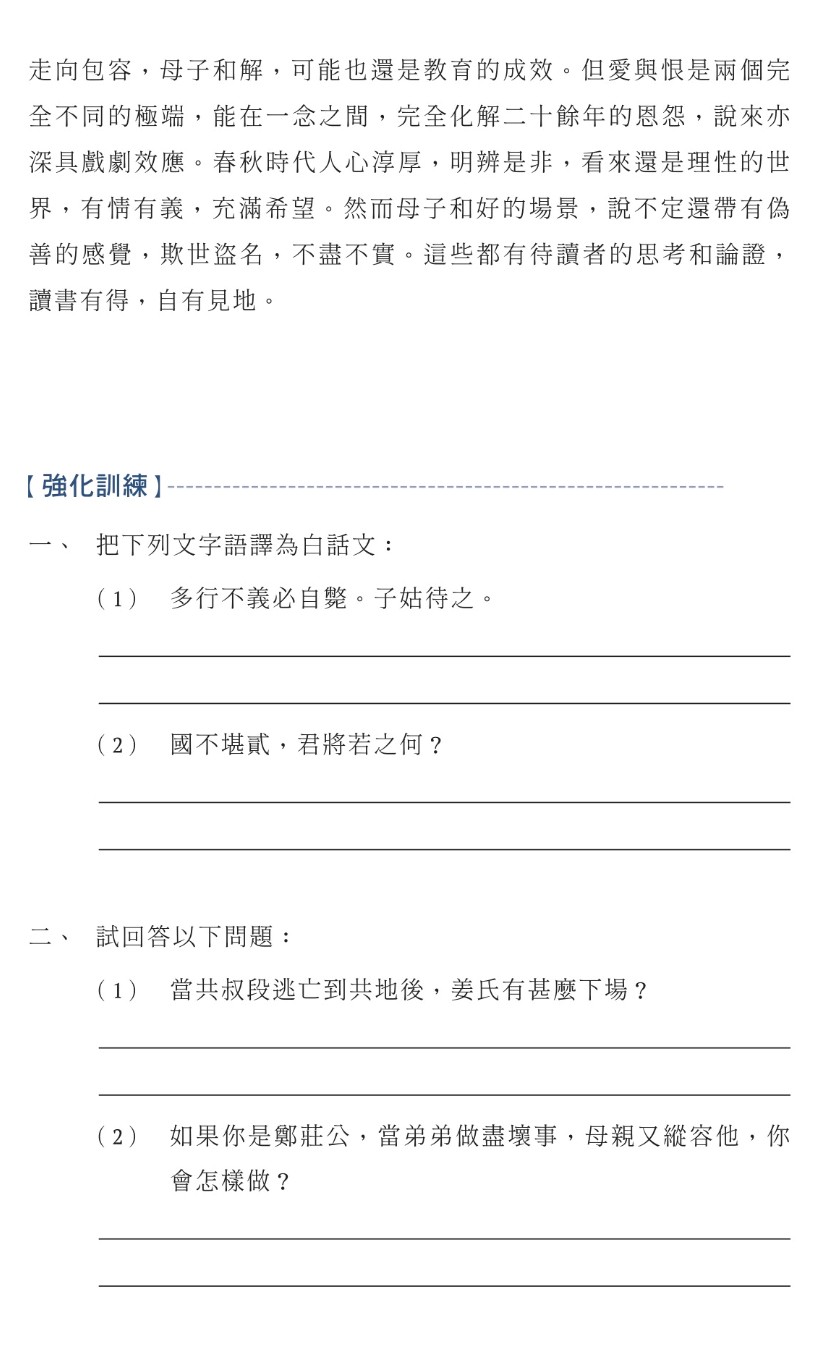 走向包容，母子和解，可能也還是教育的成效。但愛與恨是兩個完
全不同的極端，能在一念之間，完全化解二十餘年的恩怨，說來亦
深具戲劇效應。春秋時代人心淳厚，明辨是非，看來還是理性的世
界，有情有義，充滿希望。然而母子和好的場景，說不定還帶有偽
善的感覺，欺世盜名，不盡不實。這些都有待讀者的思考和論證，
讀書有得，自有見地。
【強化訓練】
一、 把下列文字語譯為白話文：
（1） 多行不義必自斃。子姑待之。
（2） 國不堪貳，君將若之何？
二、 試回答以下問題：
（1） 當共叔段逃亡到共地後，姜氏有甚麼下場？
（2） 如果你是鄭莊公，當弟弟做盡壞事，母親又縱容他，你
會怎樣做？